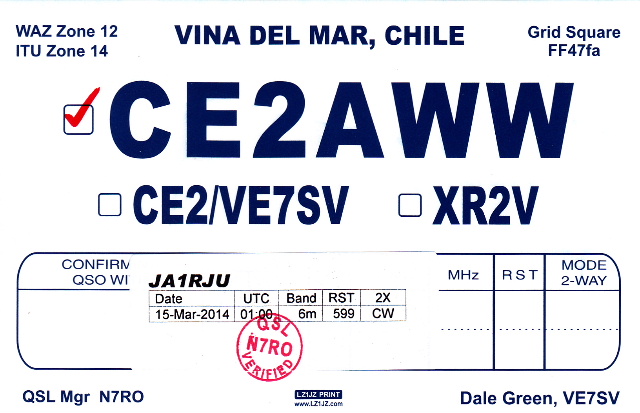 WAZ Zone 12
ITU Zone 14
VINA DEL MAR, CHILE
Grid Square
FF47fa
CE2AWW
CE2/VE7SV
XR2V
CONFIRM
QSO WI
MHz
RST
MODE
2-WAY
JA1RJU
Date UTC Band RST 2X
15-Mar-2014 01:00 6m 599 CW
QSL
N7RO
VERIFIED
QSL Mgr N7RO
LZ1JZ PRINT
www.LZ1JZ.com
Dale Green, VE7SV